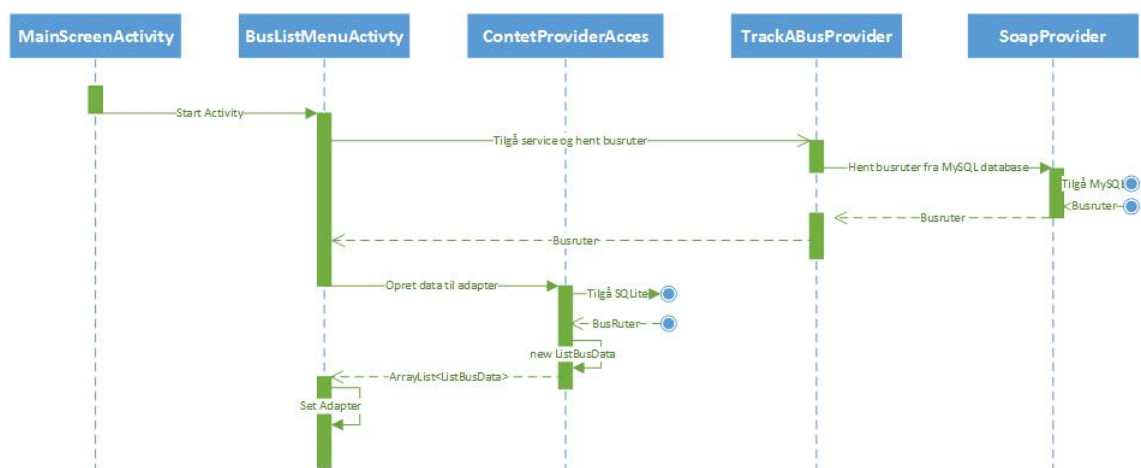 MainScreenActivity
BusListMenuActivty
ContetProviderAcces
TrackABusProvider
SoapProvider
Start Activity
Tilgå service og hent busruter
Hent busruter fra MySQL database
Tilgå MySQL
Busruter
Busruter
Busruter
Opret data til adapter
Tilgå SQLite
BusRuter
new ListBusData
ArrayList<ListBusData>
Set Adapter